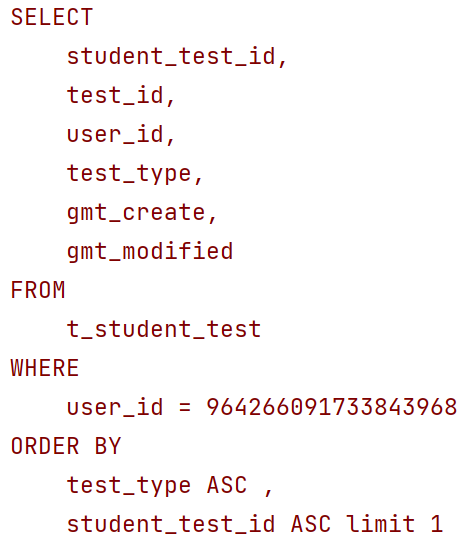 SELECT
    student_test_id,
    test_id,
    user_id,
    test_type,
    gmt_create,
    gmt_modified
FROM
    t_student_test
WHERE
    user_id = 964266091733843968
ORDER BY
    test_type ASC ,
    student_test_id ASC limit 1